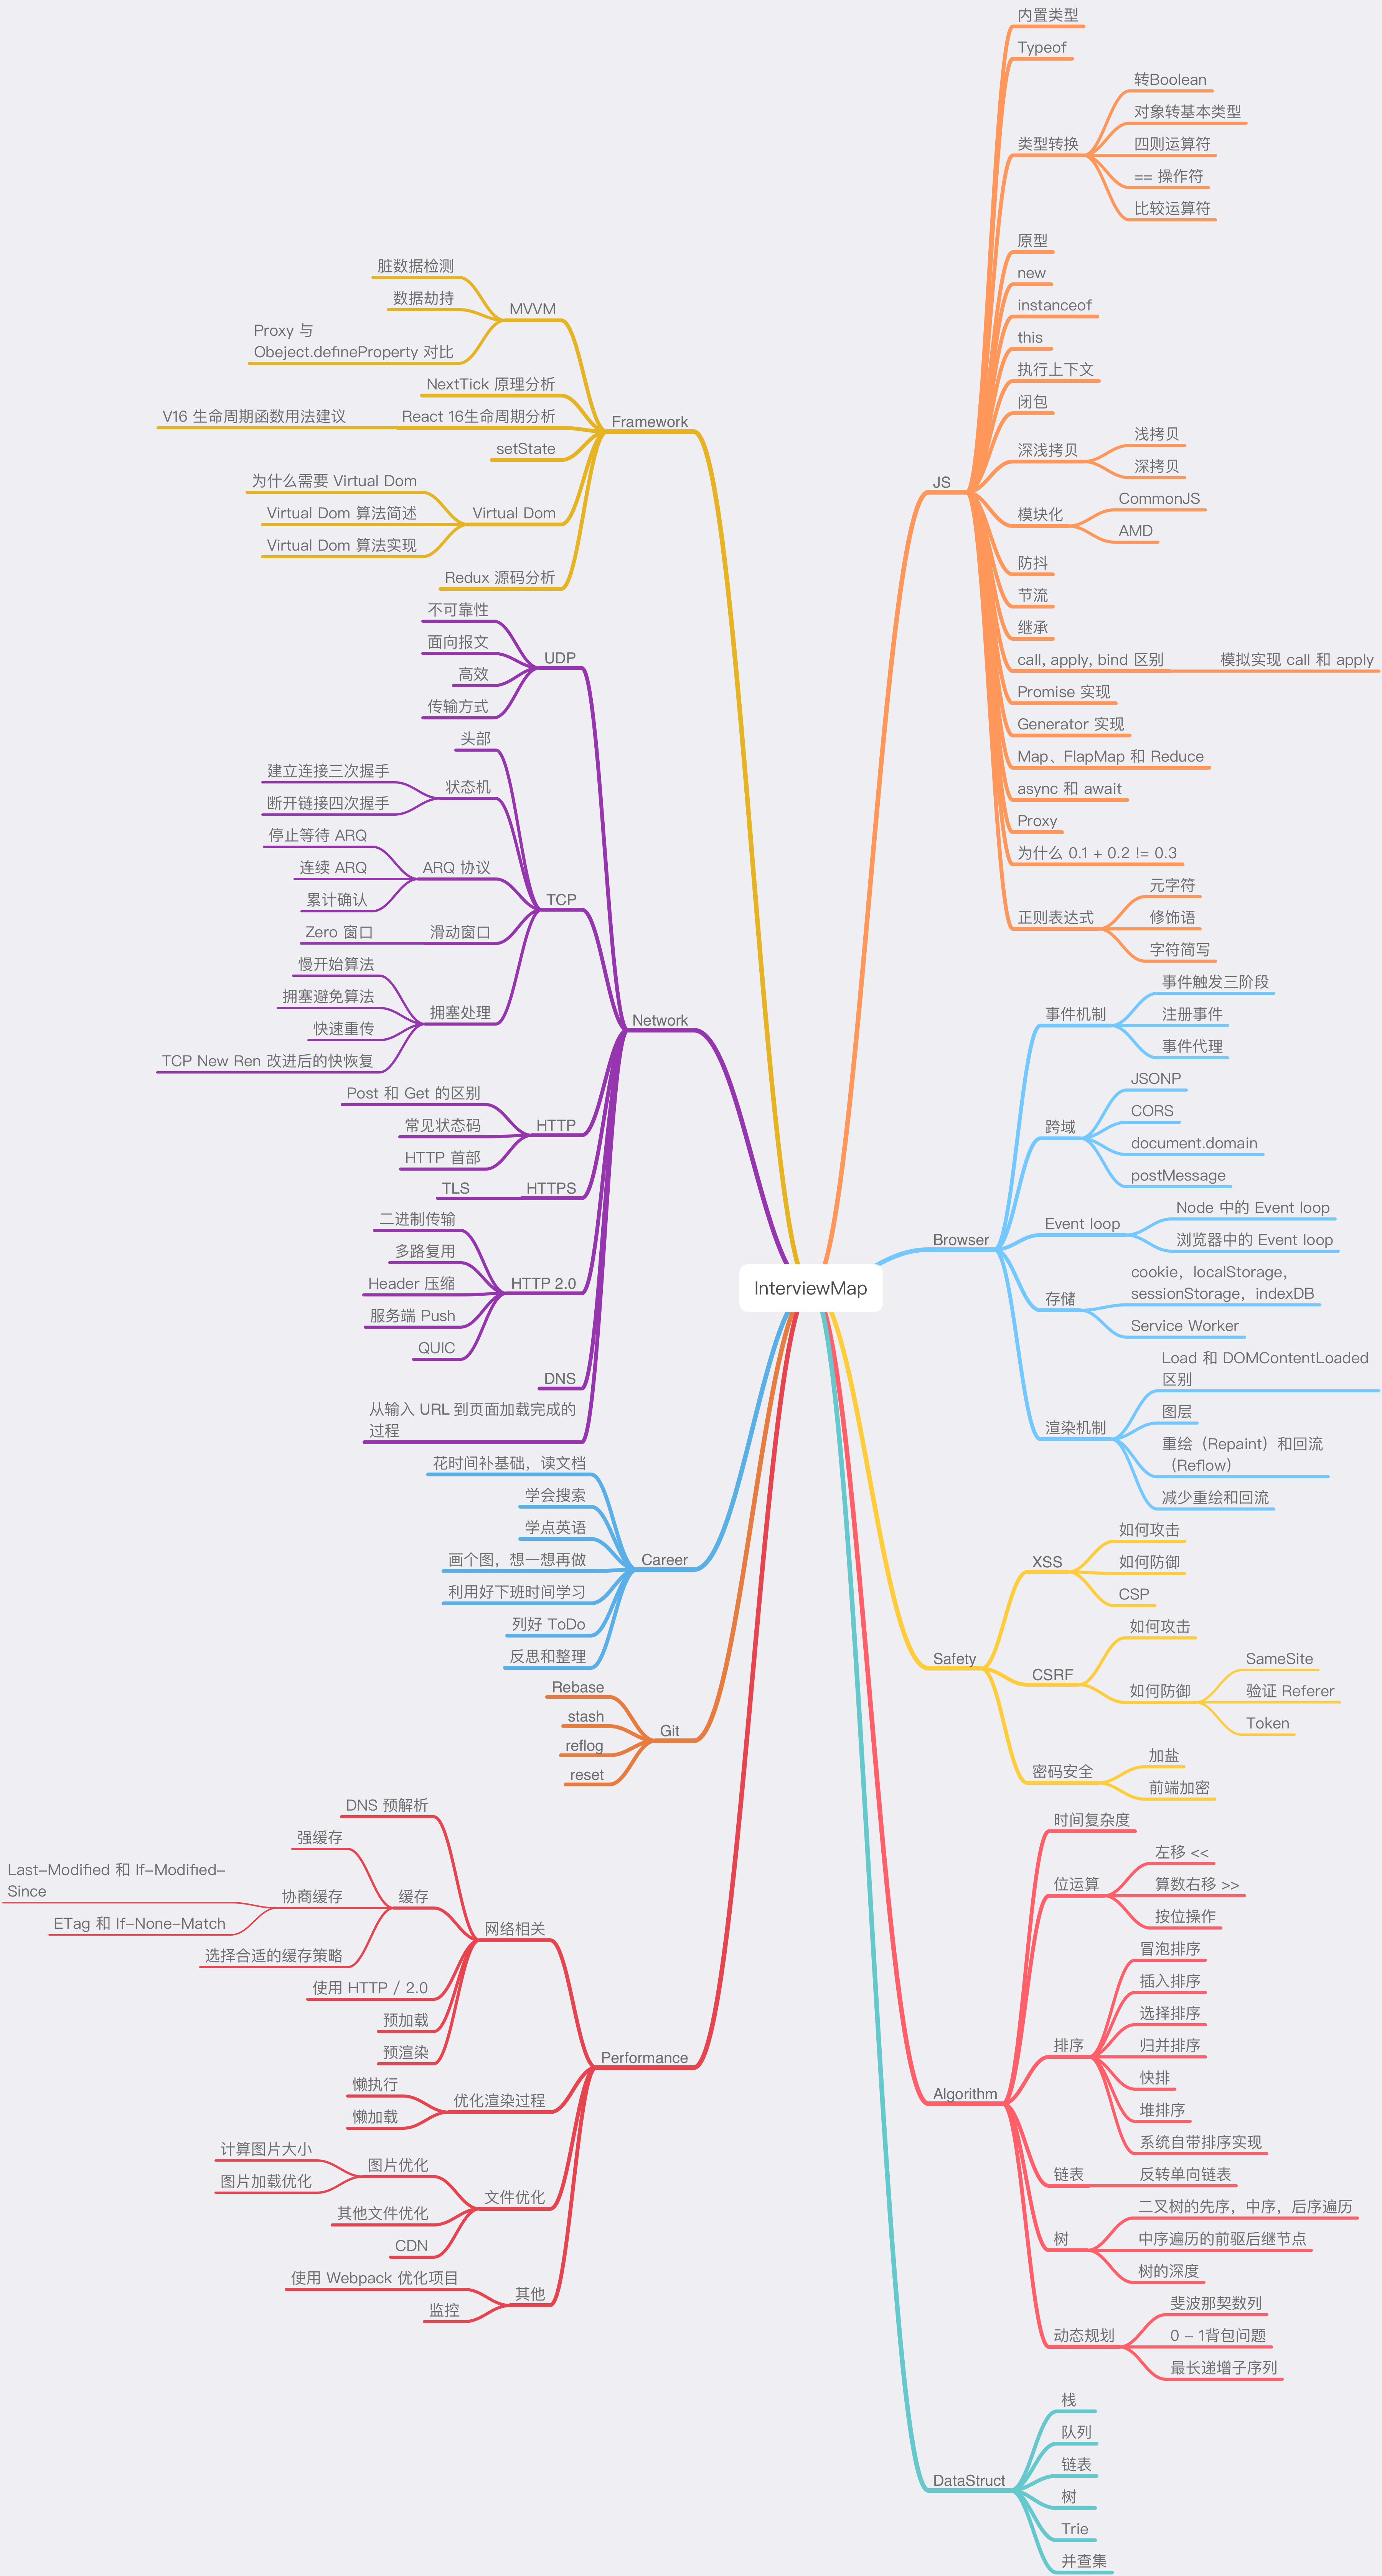 InterviewMap
JS
内置类型
Typeof
类型转换
转Boolean
对象转基本类型
四则运算符
== 操作符
比较运算符
原型
new
instanceof
this
执行上下文
闭包
深浅拷贝
浅拷贝
深拷贝
模块化
CommonJS
AMD
防抖
节流
继承
call, apply, bind 区别
模拟实现 call 和 apply
Promise 实现
Generator 实现
Map、FlapMap 和 Reduce
async 和 await
Proxy
为什么 0.1 + 0.2 != 0.3
正则表达式
元字符
修饰语
字符简写
Browser
事件机制
事件触发三阶段
注册事件
事件代理
跨域
JSONP
CORS
document.domain
postMessage
Event loop
Node 中的 Event loop
浏览器中的 Event loop
存储
cookie，localStorage，
sessionStorage，indexDB
Service Worker
渲染机制
Load 和 DOMContentLoaded
区别
图层
重绘（Repaint）和回流
（Reflow）
减少重绘和回流
Safety
XSS
如何攻击
如何防御
CSP
CSRF
如何攻击
如何防御
SameSite
验证 Referer
Token
密码安全
加盐
前端加密
Algorithm
时间复杂度
位运算
左移 <<
算数右移 >>
按位操作
排序
冒泡排序
插入排序
选择排序
归并排序
快排
堆排序
系统自带排序实现
链表
反转单向链表
树
二叉树的先序，中序，后序遍历
中序遍历的前驱后继节点
树的深度
动态规划
斐波那契数列
0 - 1背包问题
最长递增子序列
DataStruct
栈
队列
链表
树
Trie
并查集
Framework
MVVM
脏数据检测
数据劫持
Proxy 与
Obeject.defineProperty 对比
NextTick 原理分析
React 16生命周期分析
V16 生命周期函数用法建议
setState
Virtual Dom
为什么需要 Virtual Dom
Virtual Dom 算法简述
Virtual Dom 算法实现
Redux 源码分析
Network
UDP
不可靠性
面向报文
高效
传输方式
TCP
头部
状态机
建立连接三次握手
断开链接四次握手
ARQ 协议
停止等待 ARQ
连续 ARQ
累计确认
滑动窗口
Zero 窗口
拥塞处理
慢开始算法
拥塞避免算法
快速重传
TCP New Ren 改进后的快恢复
HTTP
Post 和 Get 的区别
常见状态码
HTTP 首部
HTTPS
TLS
HTTP 2.0
二进制传输
多路复用
Header 压缩
服务端 Push
QUIC
DNS
从输入 URL 到页面加载完成的
过程
Career
花时间补基础，读文档
学会搜索
学点英语
画个图，想一想再做
利用好下班时间学习
列好 ToDo
反思和整理
Git
Rebase
stash
reflog
reset
Performance
网络相关
DNS 预解析
缓存
强缓存
协商缓存
Last-Modified 和 If-Modified-
Since
ETag 和 If-None-Match
选择合适的缓存策略
使用 HTTP / 2.0
预加载
预渲染
优化渲染过程
懒执行
懒加载
文件优化
图片优化
计算图片大小
图片加载优化
其他文件优化
CDN
其他
使用 Webpack 优化项目
监控